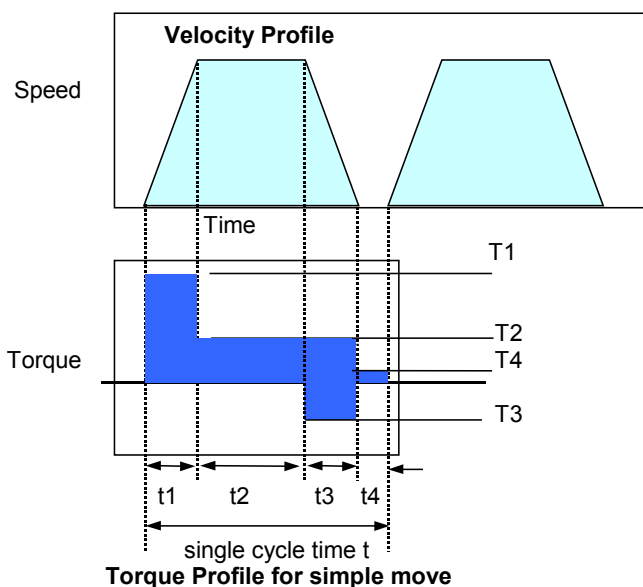 Velocity Profile
Speed
Time
T1
T2
Torque
T4
T3
t1 t2 t3 t4
single cycle time t
Torque Profile for simple move